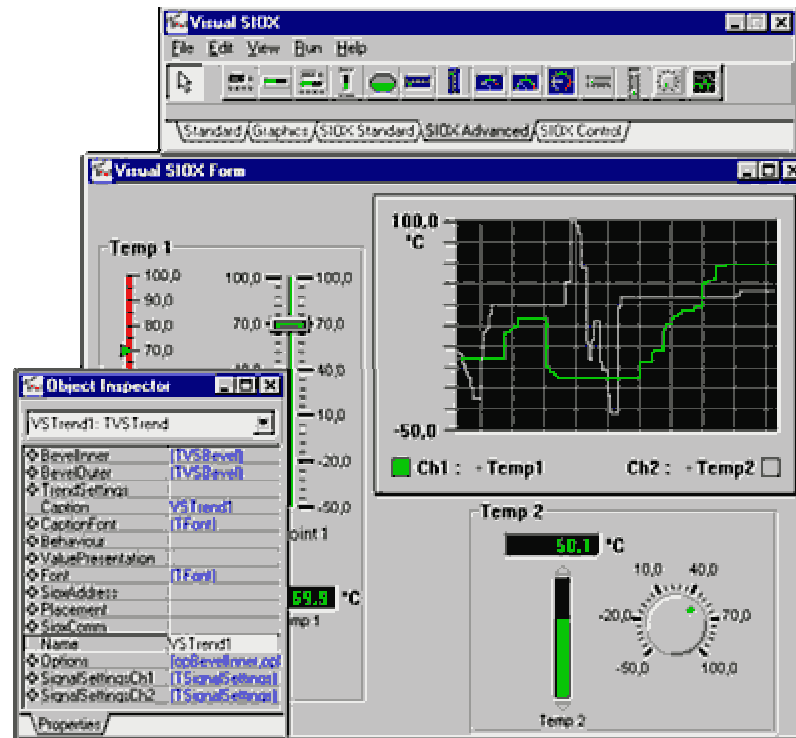 Visual SIOX
File Edit View Run Help
Standard Graphics SIOX Standard SIOX Advanced SIOX Control
Visual SIOX Form
Temp 1
100,0
90,0
80,0
70,0
100,0 100,0
70,0 70,0
40,0
10,0
-20,0
-50,0
69.9 °C
100,0
°C
-50,0
Ch1 : - Temp1 Ch2 : - Temp2
Object Inspector
VSTrend1: TVSTrend
BevelInner (TVSBevel)
BevelOuter (TVSBevel)
TrendSettings
Caption VSTrend1
CaptionFont (TFont)
Behaviour
ValuePresentation
Font (TFont)
SioxAddress
Placement
SioxComm
Name VSTrend1
Options [opBevelInner,opl
SignalSettingsCh1 (TSignalSettings)
SignalSettingsCh2 (TSignalSettings)
Properties
Temp 2
50,1 °C
10,0 40,0
-20,0 70,0
-50,0 100,0
Temp 2